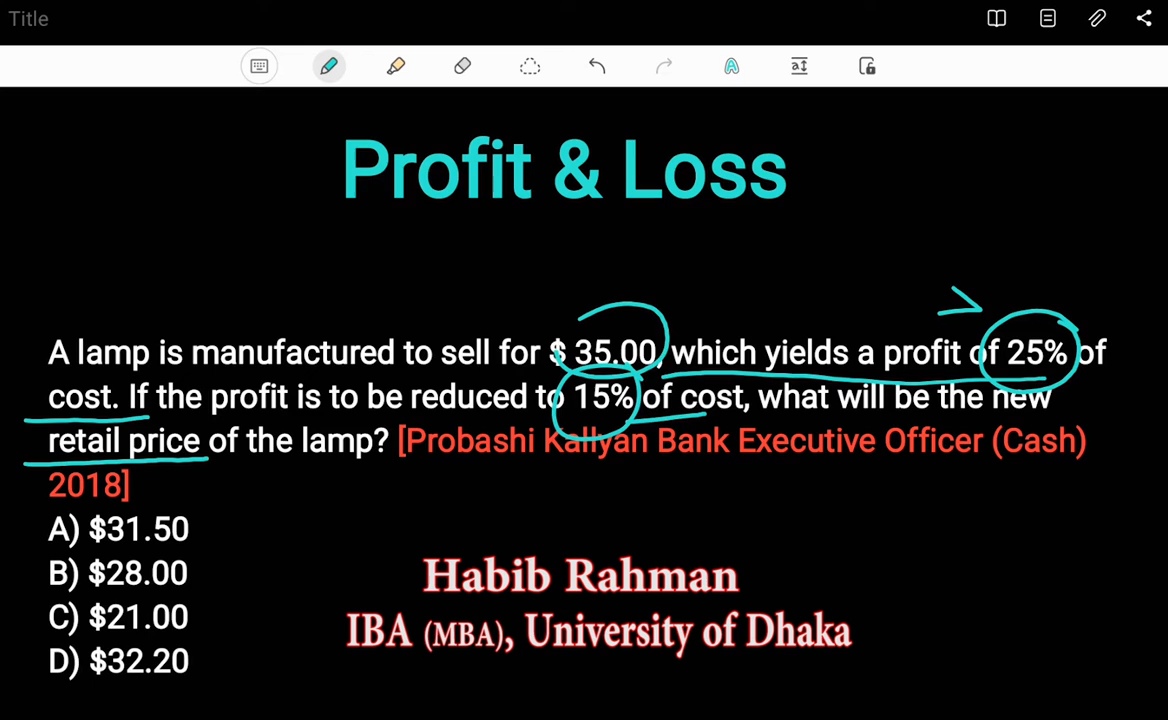 Title
Profit & Loss
A lamp is manufactured to sell for $ 35.00, which yields a profit of 25% of
cost. If the profit is to be reduced to 15% of cost, what will be the new
retail price of the lamp? [Probashi Kallyan Bank Executive Officer (Cash)
2018]
A) $31.50
B) $28.00
C) $21.00
D) $32.20
Habib Rahman
IBA (MBA), University of Dhaka